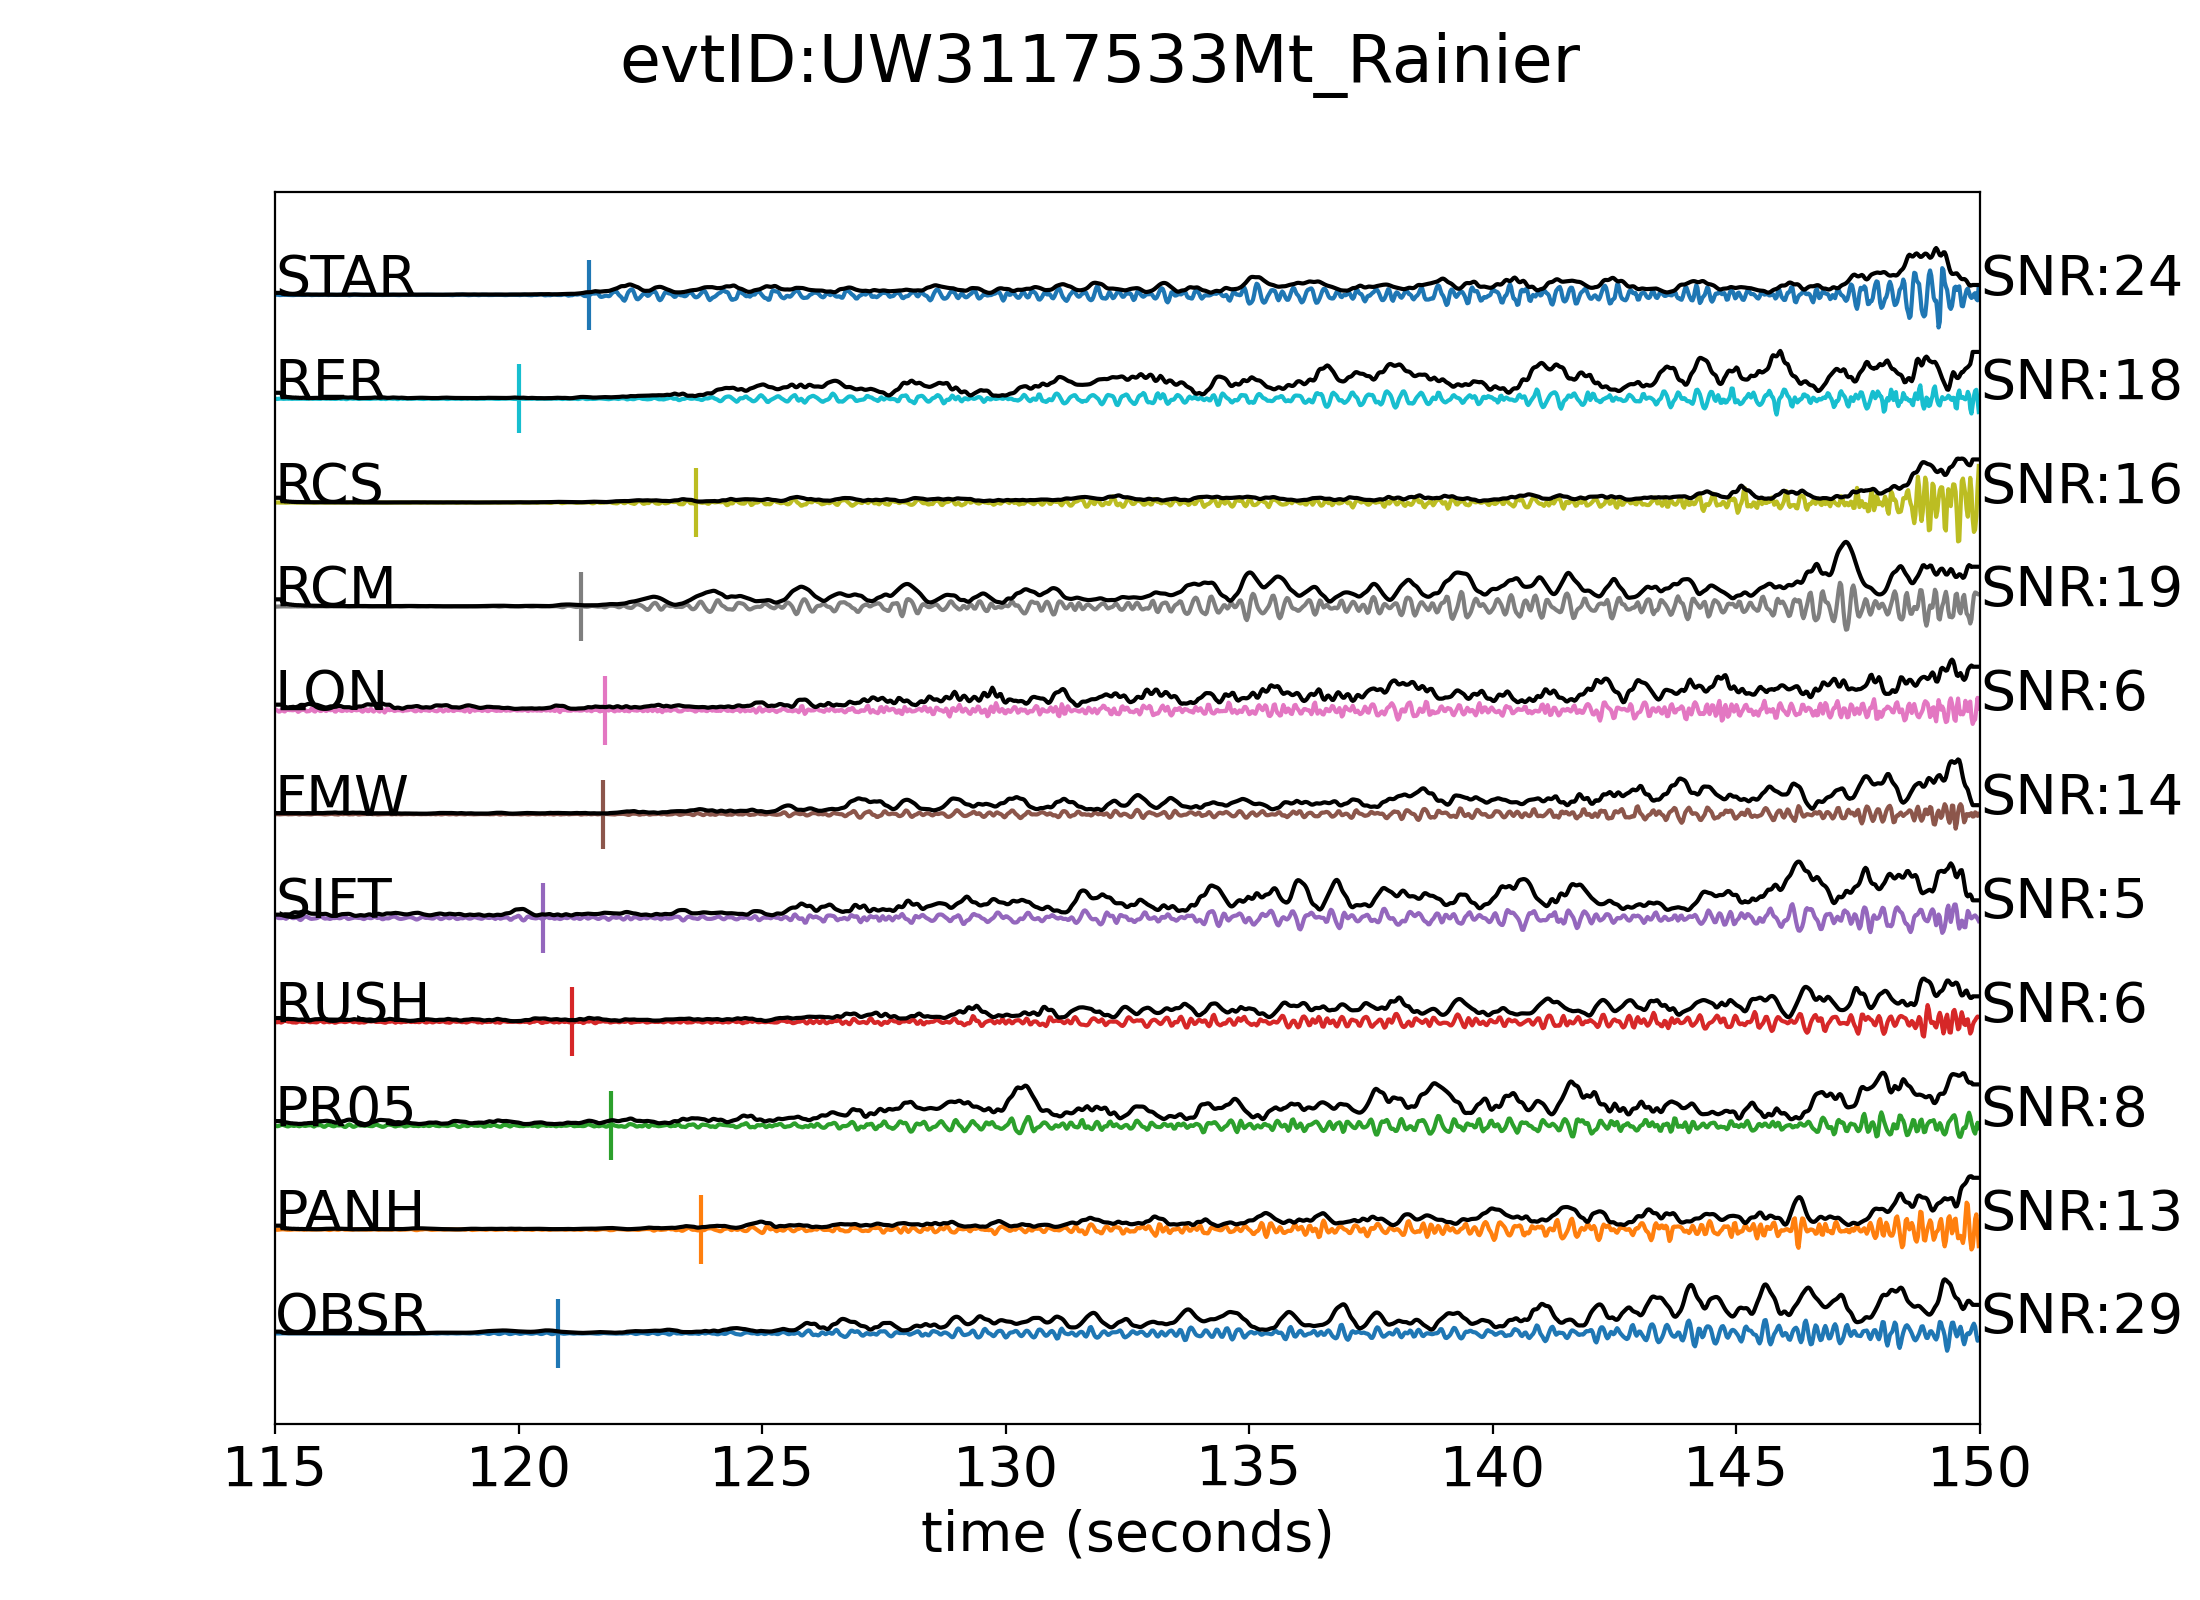 evtID:UW3117533Mt_Rainier
STAR SNR:24
RER SNR:18
RCS SNR:16
RCM SNR:19
LON SNR:6
FMW SNR:14
SIFT SNR:5
RUSH SNR:6
PR05 SNR:8
PANH SNR:13
OBSR SNR:29
115 120 125 130 135 140 145 150
time (seconds)